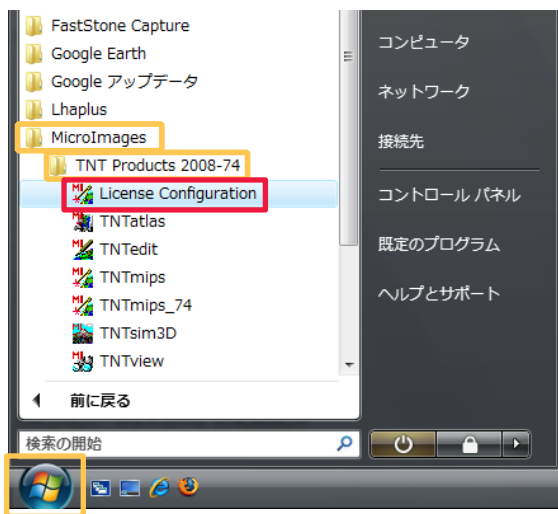 FastStone Capture
Google Earth
Google アップデータ
Lhaplus
MicroImages
TNT Products 2008-74
License Configuration
TNTatlas
TNTedit
TNTmips
TNTmips_74
TNTsim3D
TNTview
前に戻る
検索の開始
コンピュータ
ネットワーク
接続先
コントロール パネル
既定のプログラム
ヘルプとサポート